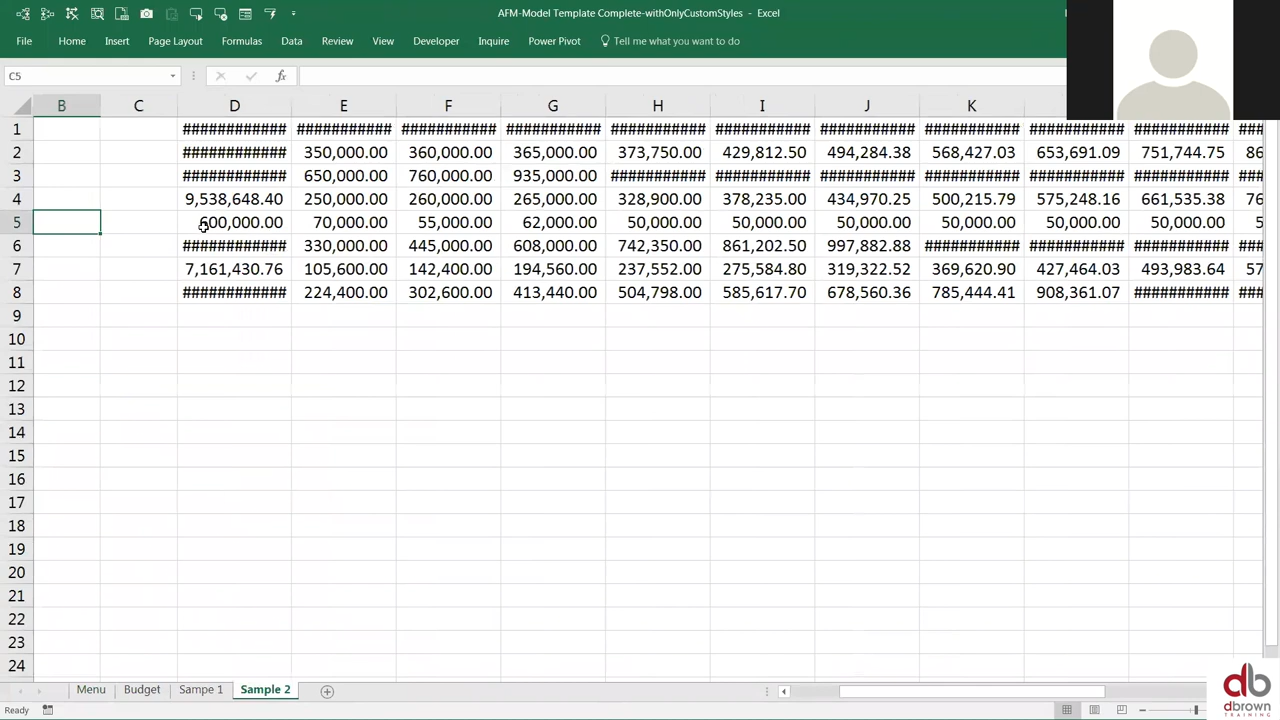 AFM-Model Template Complete-withOnlyCustomStyles - Excel
File Home Insert Page Layout Formulas Data Review View Developer Inquire Power Pivot Tell me what you want to do
C5 fx
B C D E F G H I J K
1 ############ ########### ########### ########### ########### ########### ########### ########### ########### ########### ###
2 ############ 350,000.00 360,000.00 365,000.00 373,750.00 429,812.50 494,284.38 568,427.03 653,691.09 751,744.75 86
3 ############ 650,000.00 760,000.00 935,000.00 ########### ########### ########### ########### ########### ########### ###
4 9,538,648.40 250,000.00 260,000.00 265,000.00 328,900.00 378,235.00 434,970.25 500,215.79 575,248.16 661,535.38 76
5 600,000.00 70,000.00 55,000.00 62,000.00 50,000.00 50,000.00 50,000.00 50,000.00 50,000.00 50,000.00 5
6 ############ 330,000.00 445,000.00 608,000.00 742,350.00 861,202.50 997,882.88 ########### ########### ########### ###
7 7,161,430.76 105,600.00 142,400.00 194,560.00 237,552.00 275,584.80 319,322.52 369,620.90 427,464.03 493,983.64 57
8 ############ 224,400.00 302,600.00 413,440.00 504,798.00 585,617.70 678,560.36 785,444.41 908,361.07 ########### ###
9
10
11
12
13
14
15
16
17
18
19
20
21
22
23
24
Menu Budget Sampe 1 Sample 2
Ready
db
dbrown
TRAINING